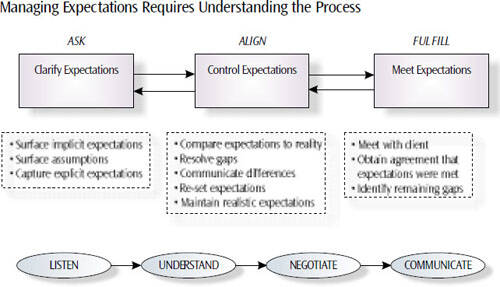 Managing Expectations Requires Understanding the Process
ASK
ALIGN
FULFILL
Clarify Expectations
Control Expectations
Meet Expectations
• Surface implicit expectations
• Surface assumptions
• Capture explicit expectations
• Compare expectations to reality
• Resolve gaps
• Communicate differences
• Re-set expectations
• Maintain realistic expectations
• Meet with client
• Obtain agreement that
expectations were met
• Identify remaining gaps
LISTEN
UNDERSTAND
NEGOTIATE
COMMUNICATE